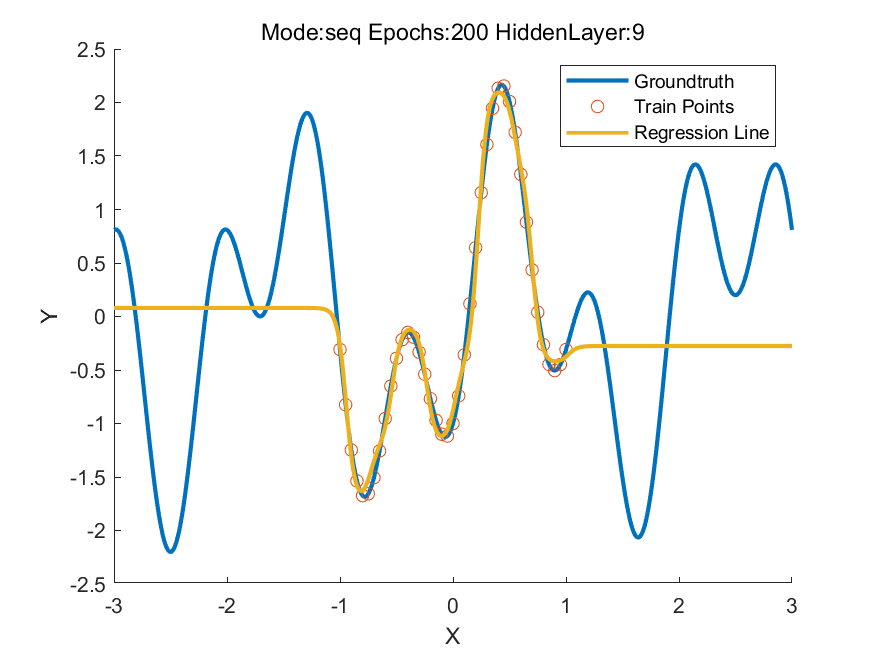 Mode:seq Epochs:200 HiddenLayer:9
Groundtruth
Train Points
Regression Line
2.5
2
1.5
1
0.5
0
-0.5
-1
-1.5
-2
-2.5
Y
-3 -2 -1 0 1 2 3
X